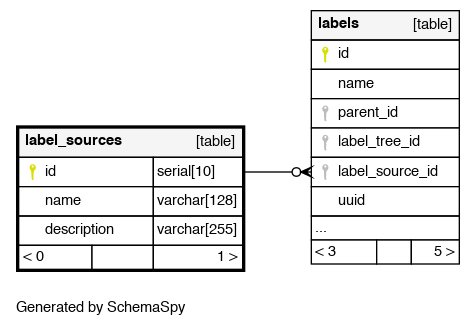 labels [table]
id
name
parent_id
label_tree_id
label_source_id
uuid
...
< 3 5 >
label_sources [table]
id serial[10]
name varchar[128]
description varchar[255]
< 0 1 >
Generated by SchemaSpy